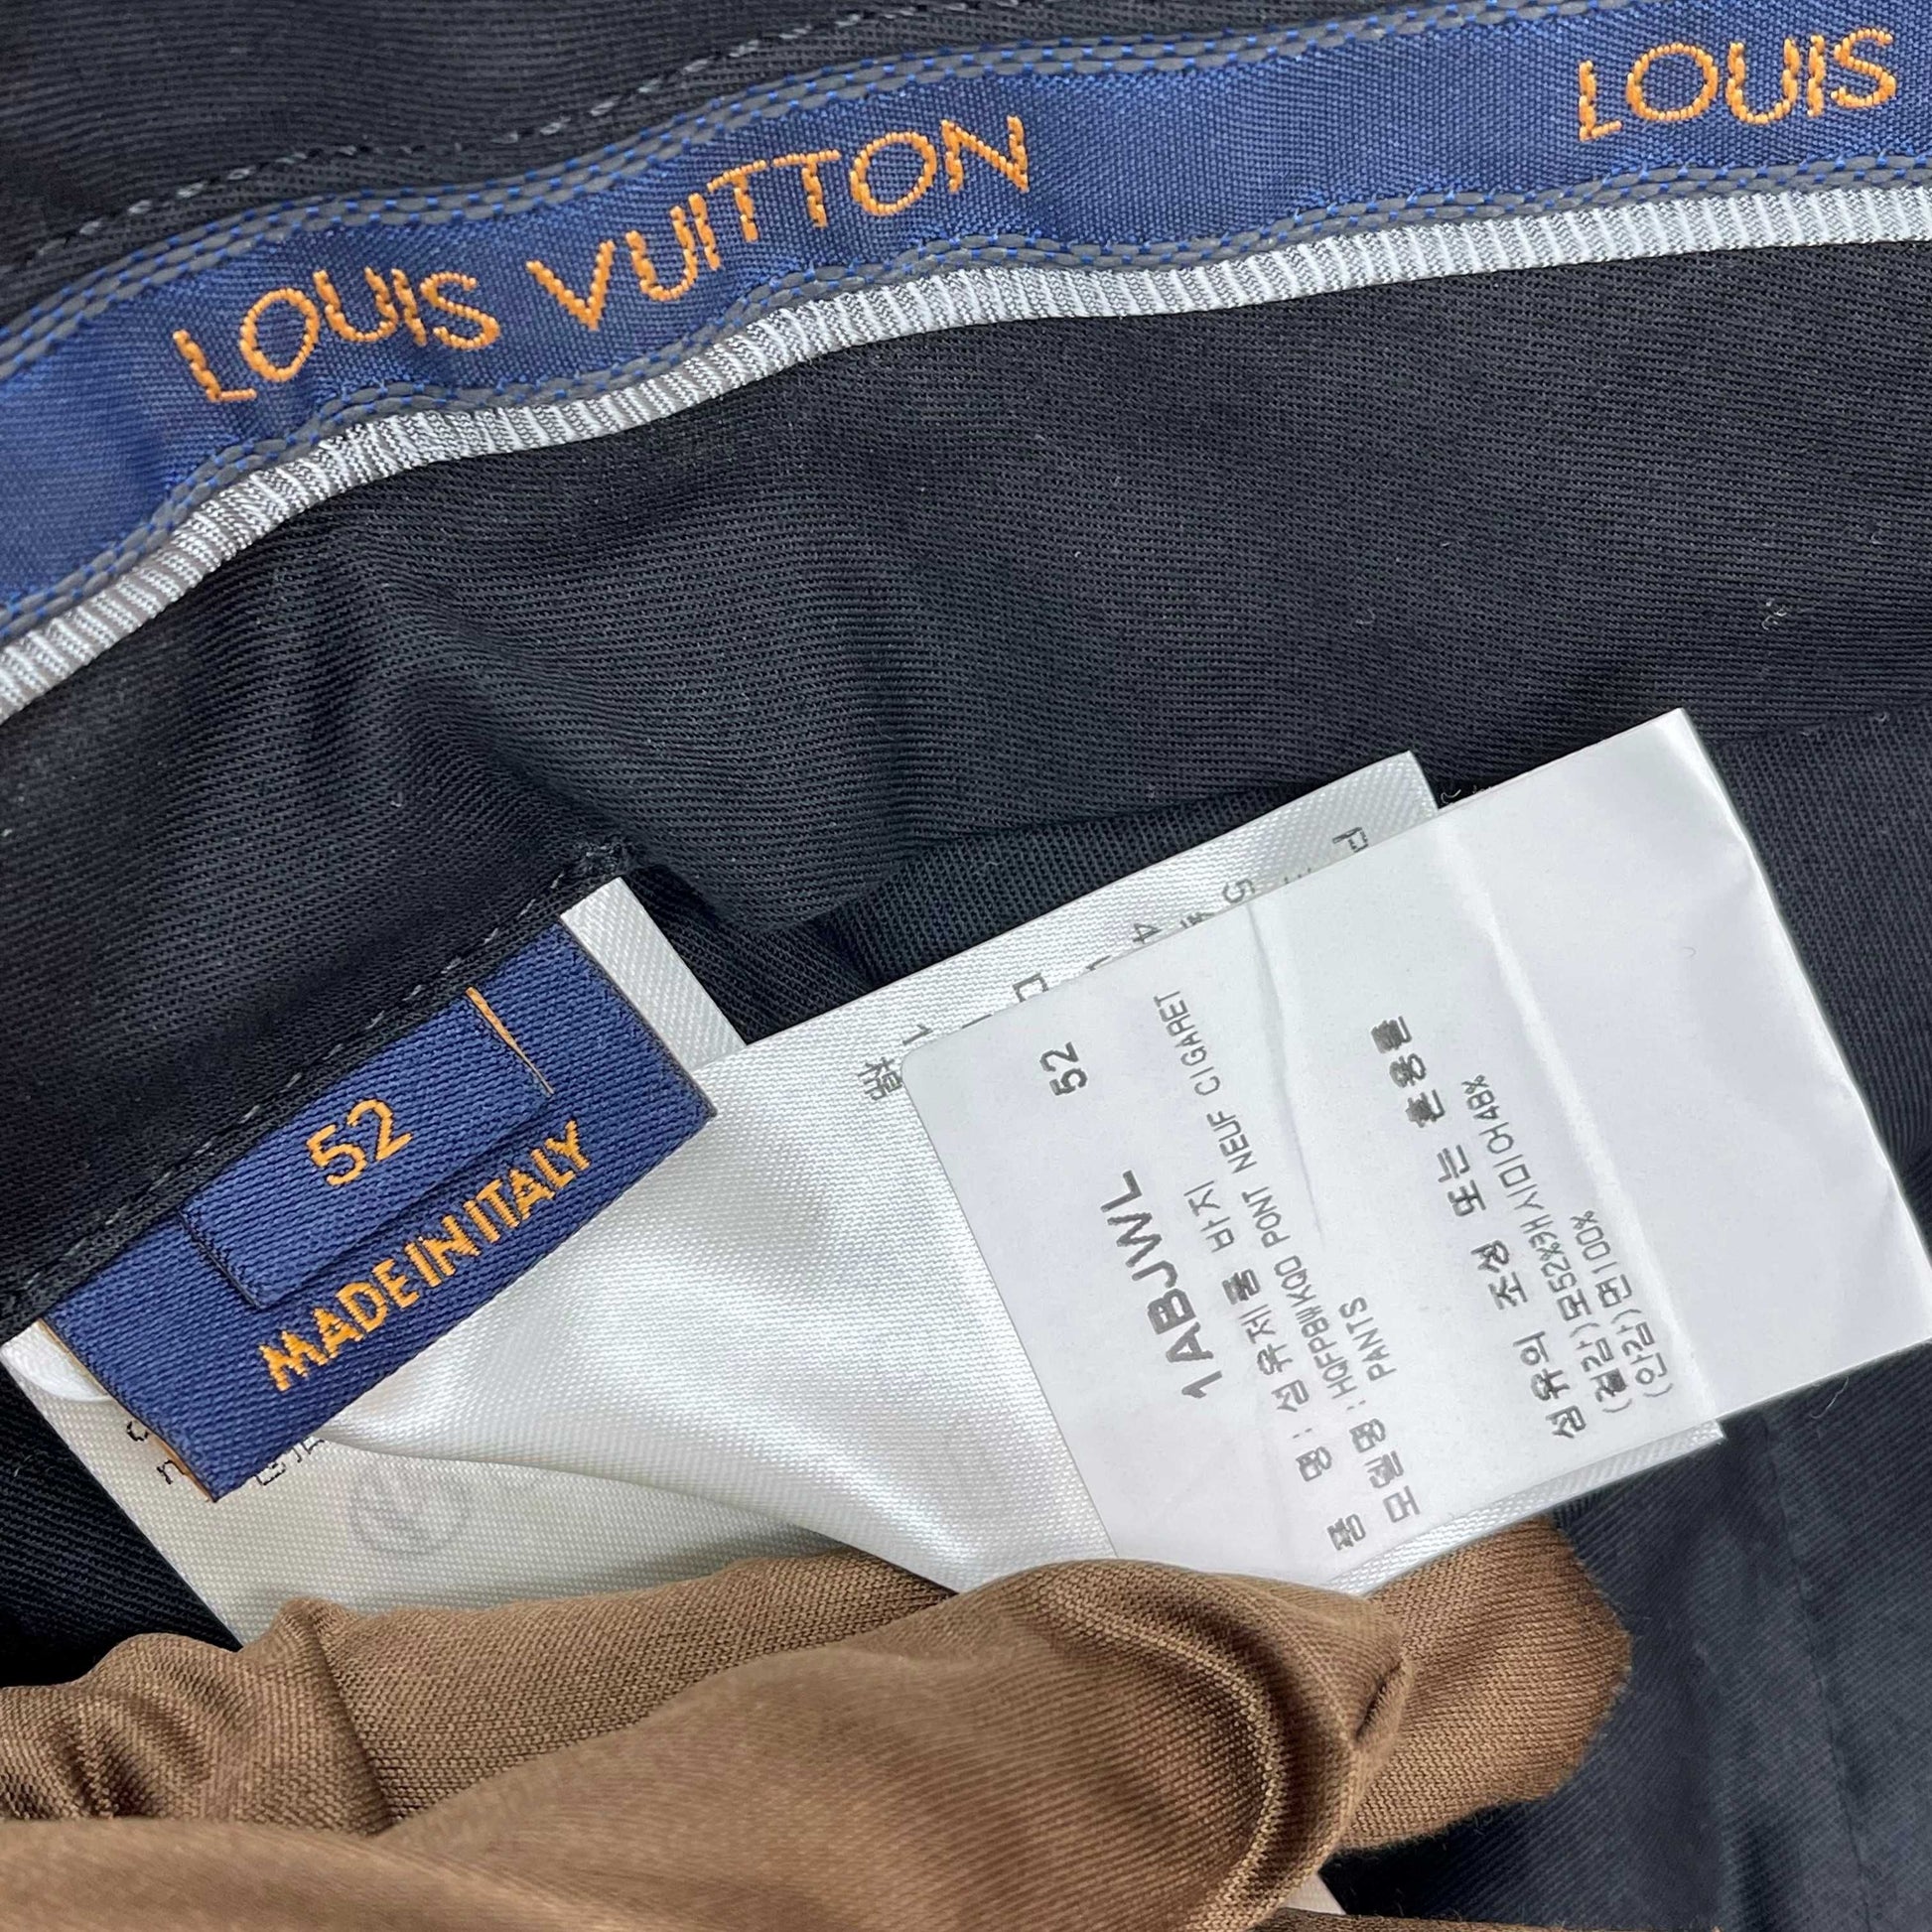 LOUIS VUITTON
LOUIS
52
MADE IN ITALY
棉
52
1ABJWL
품 명 : 섬유제품 바지
모델명 : HQFPBWKQD PONT NEUF CIGARET
PANTS
섬유의 조성 또는 혼용률
(겉감)모52%캐시미어48%
(안감)면100%